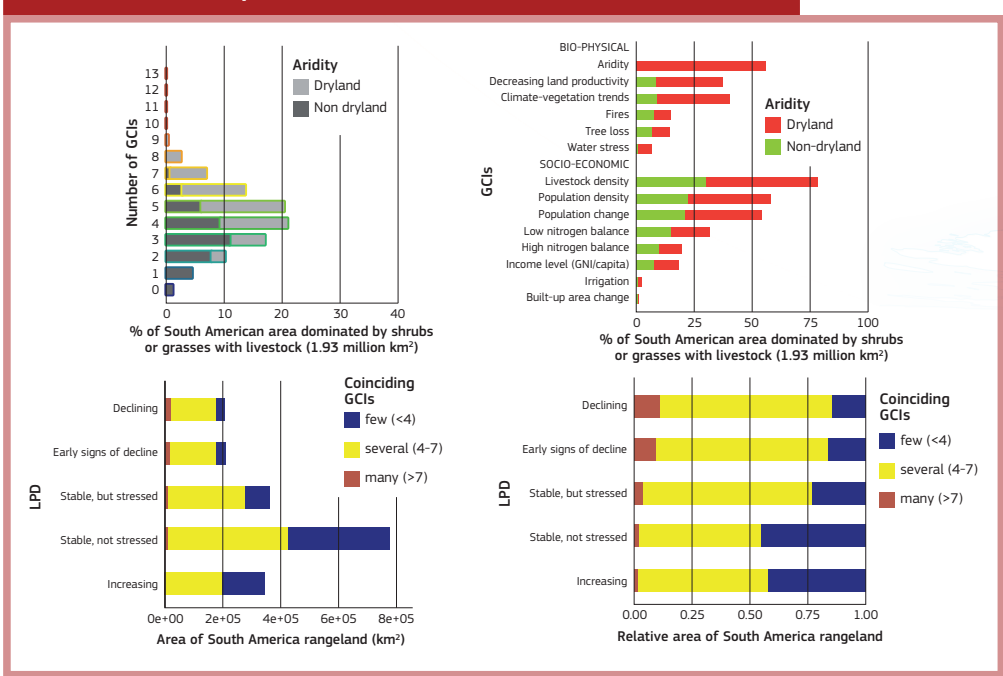 Aridity
Dryland
Non dryland
Number of GCIs
13
12
11
10
9
8
7
6
5
4
3
2
1
0
0 10 20 30 40
% of South American area dominated by shrubs
or grasses with livestock (1.93 million km²)
BIO-PHYSICAL
Aridity
Decreasing land productivity
Climate-vegetation trends
Fires
Tree loss
Water stress
SOCIO-ECONOMIC
Livestock density
Population density
Population change
Low nitrogen balance
High nitrogen balance
Income level (GNI/capita)
Irrigation
Built-up area change
GCIs
Aridity
Dryland
Non-dryland
0 25 50 75 100
% of South American area dominated by shrubs
or grasses with livestock (1.93 million km²)
Coinciding
GCIs
few (<4)
several (4-7)
many (>7)
LPD
Declining
Early signs of decline
Stable, but stressed
Stable, not stressed
Increasing
0e+00 2e+05 4e+05 6e+05 8e+05
Area of South America rangeland (km²)
Coinciding
GCIs
few (<4)
several (4-7)
many (>7)
LPD
Declining
Early signs of decline
Stable, but stressed
Stable, not stressed
Increasing
0.00 0.25 0.50 0.75 1.00
Relative area of South America rangeland